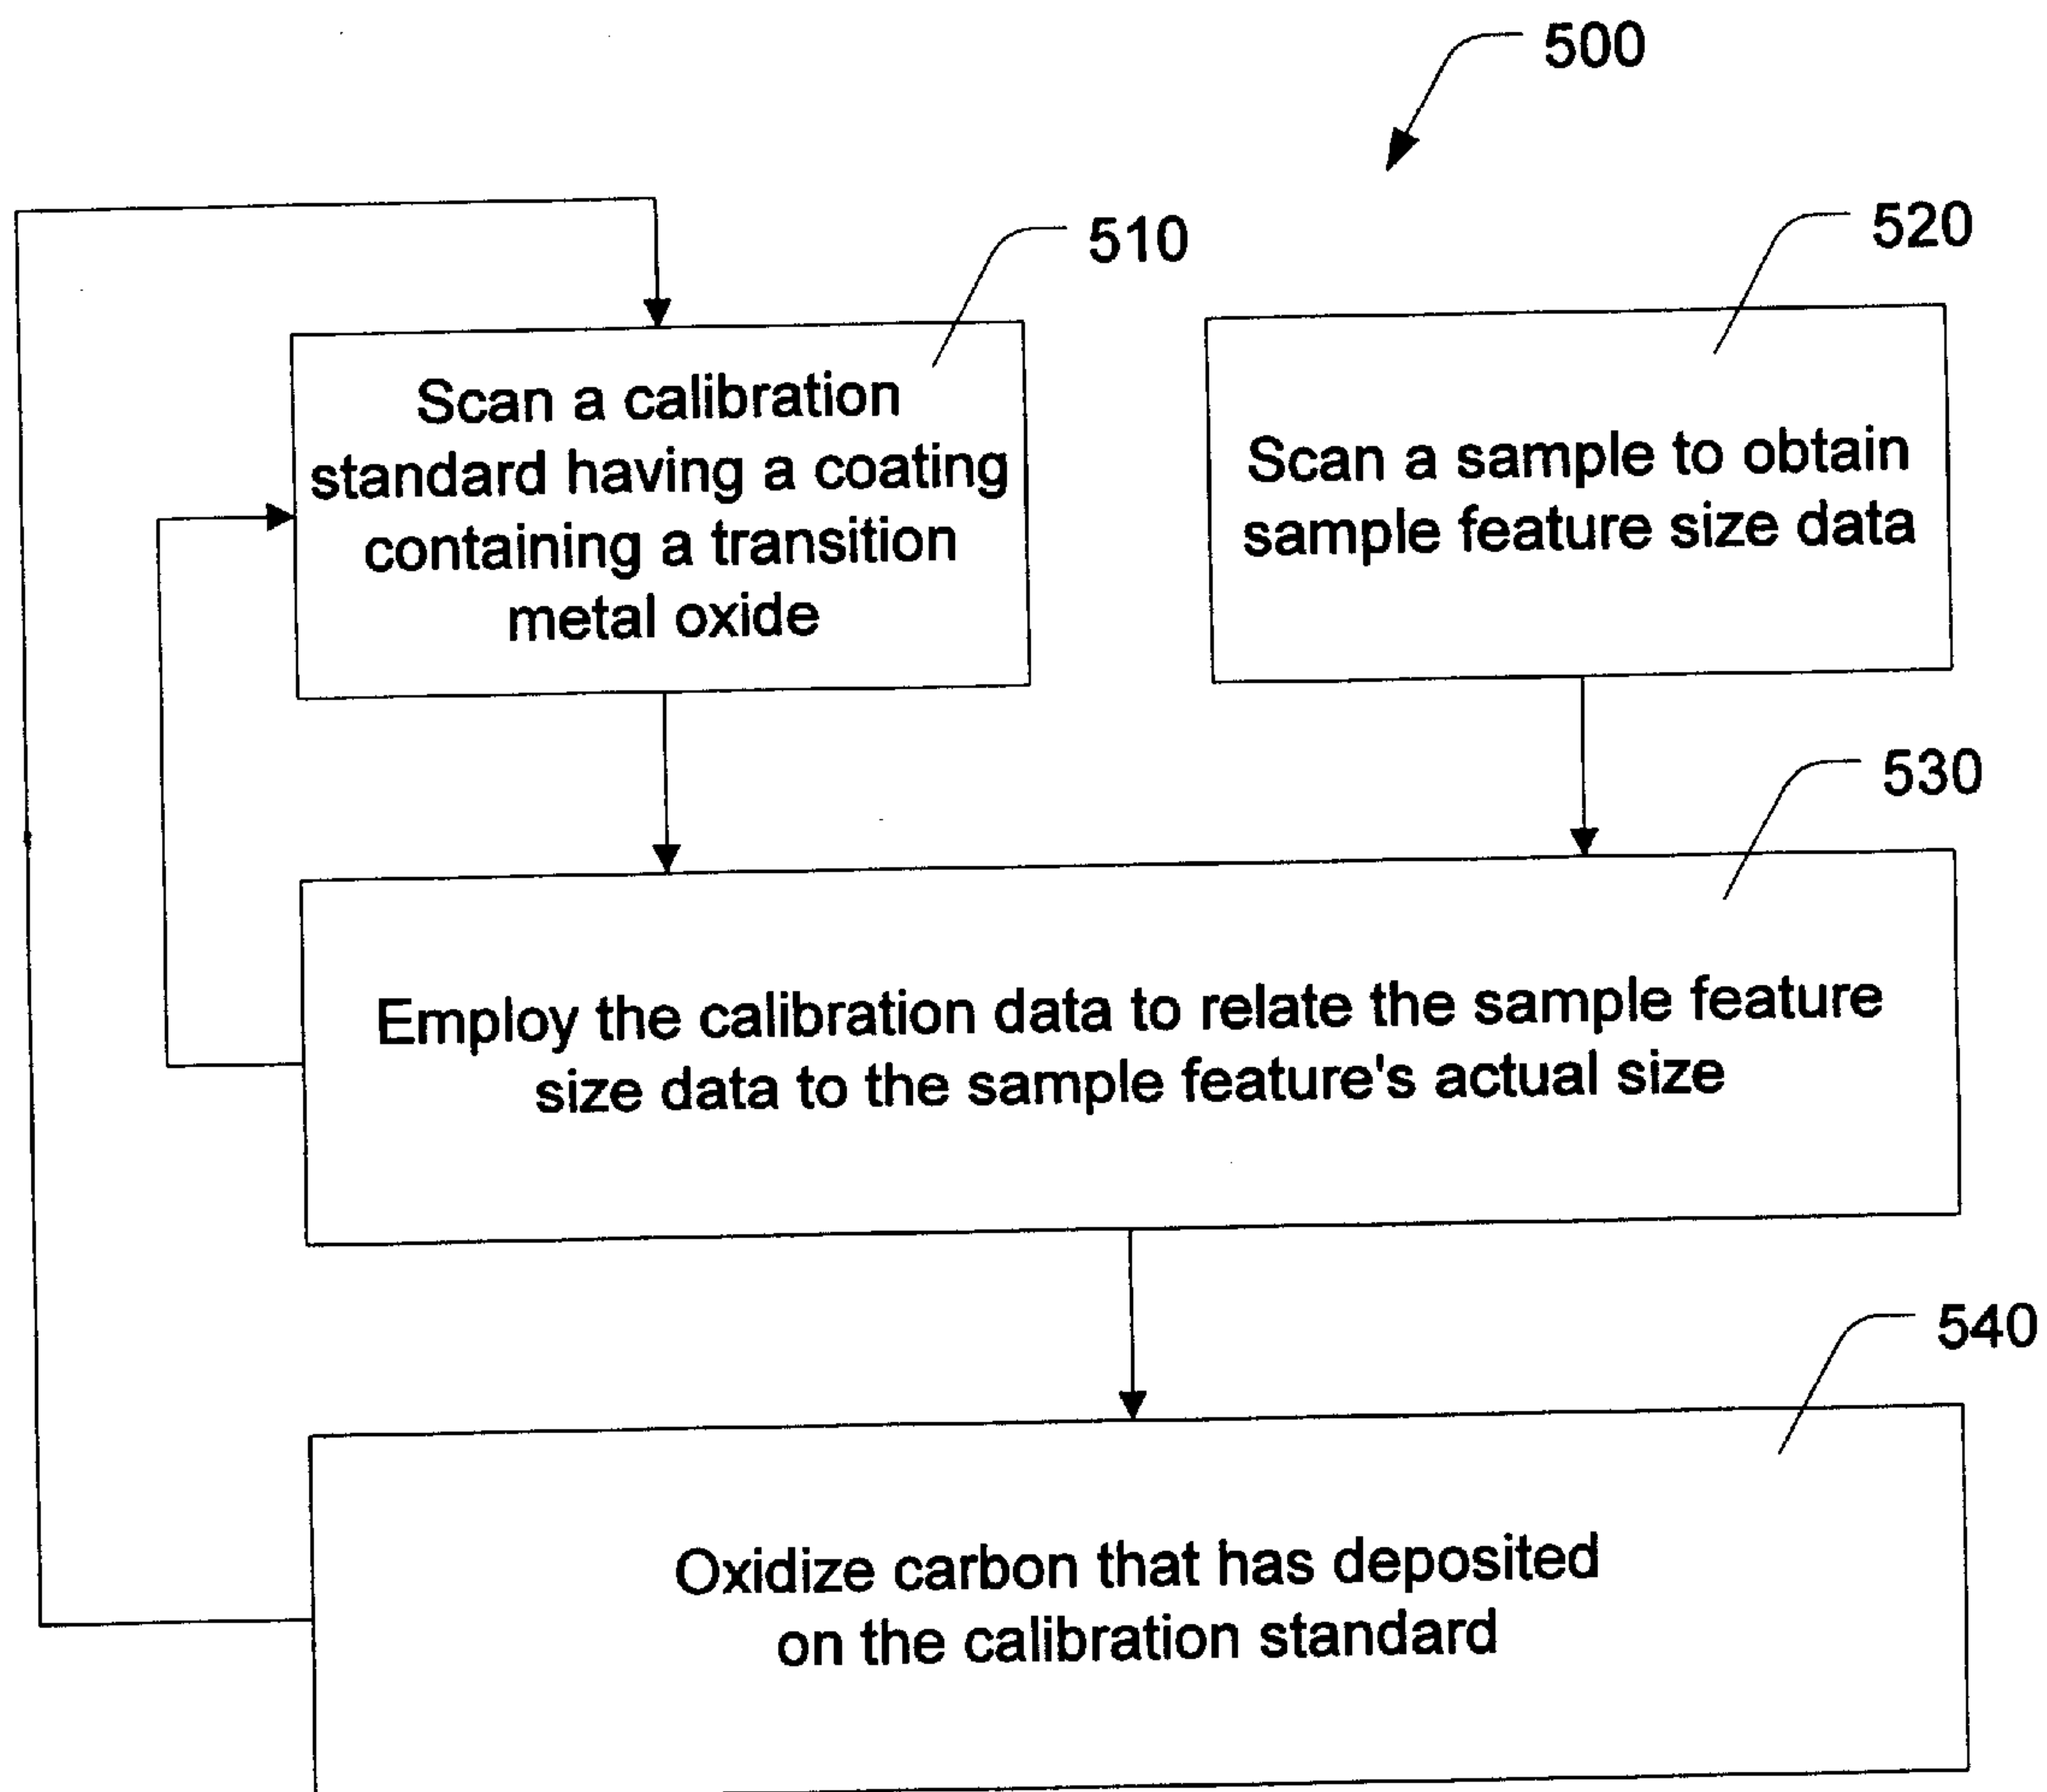 500
510
520
Scan a calibration
standard having a coating
containing a transition
metal oxide
Scan a sample to obtain
sample feature size data
530
Employ the calibration data to relate the sample feature
size data to the sample feature's actual size
540
Oxidize carbon that has deposited
on the calibration standard